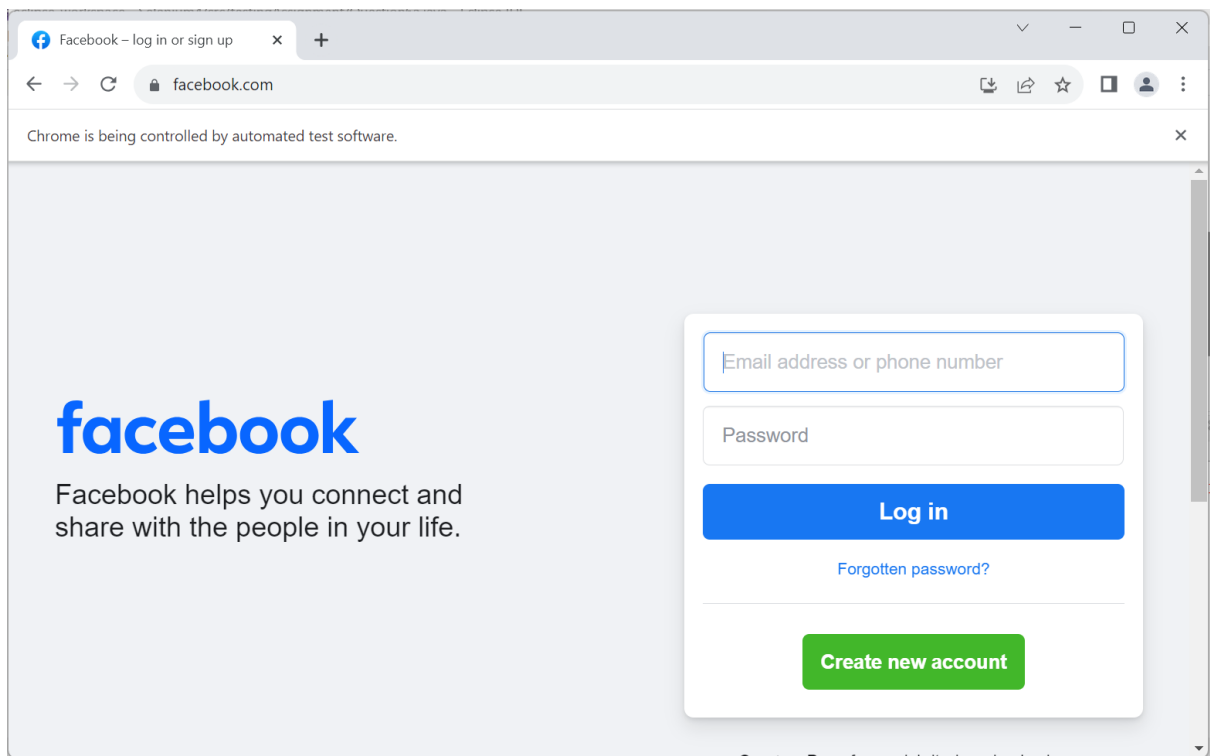 Facebook – log in or sign up
facebook.com
Chrome is being controlled by automated test software.
facebook
Facebook helps you connect and
share with the people in your life.
Email address or phone number
Password
Log in
Forgotten password?
Create new account